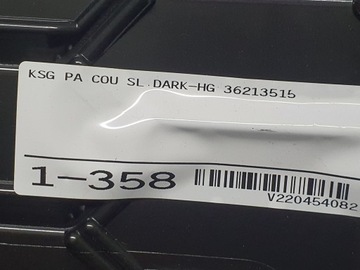 KSG PA COU SL.DARK-HG 36213515
1-358
V220454082